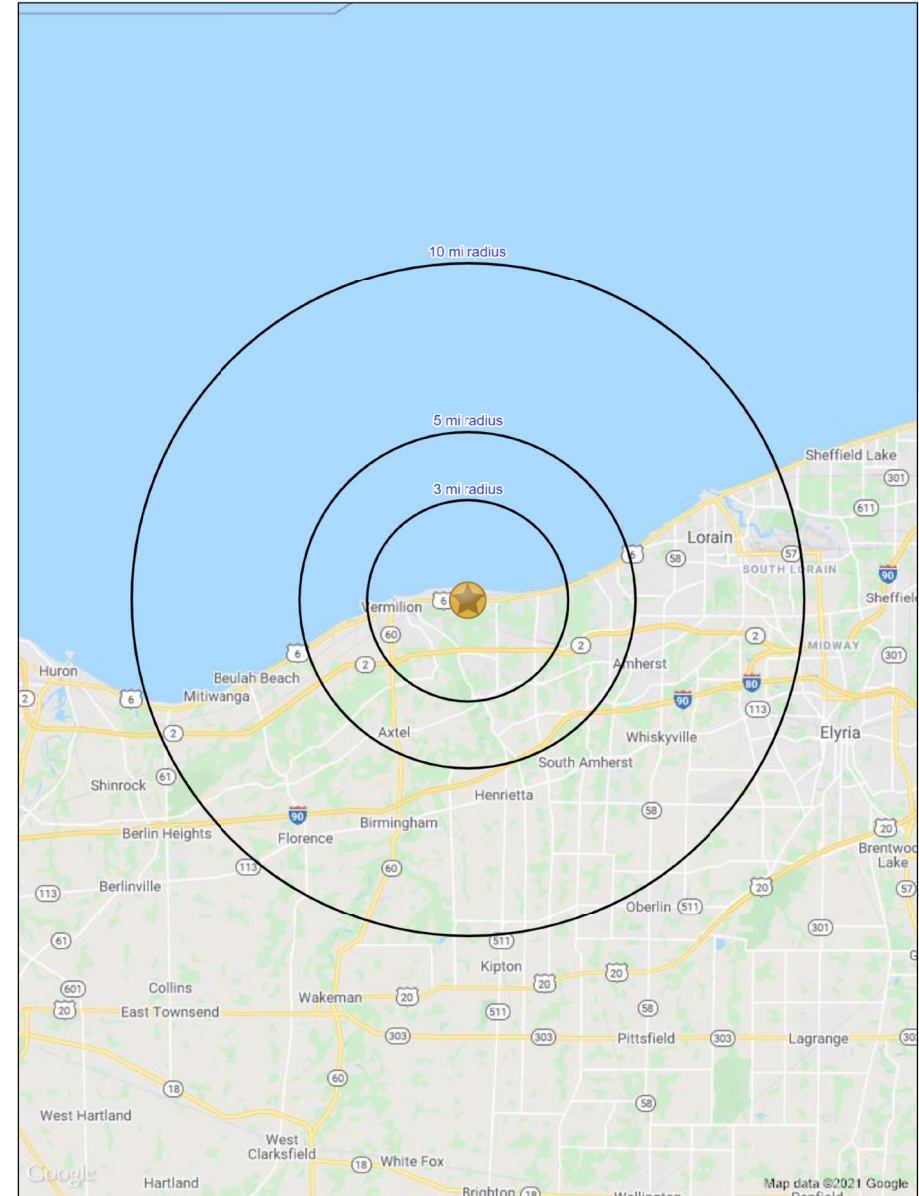 10 mi radius
5 mi radius
Sheffield Lake
301
3 mi radius
611
Lorain
6
58
57
SOUTH LORAIN
90
Vermilion
6
60
2
2
MIDWAY
301
6
2
Amherst
Huron
Beulah Beach
80
2
6
Mitiwanga
90
113
2
Axtel
Whiskyville
Elyria
South Amherst
61
Shinrock
Henrietta
90
58
Birmingham
20
Berlin Heights
Florence
113
60
Lake
113
Berlinville
20
57
Oberlin
511
301
61
511
Kipton
20
20
601
Collins
Wakeman
20
58
20
East Townsend
511
303
303
Pittsfield
303
Lagrange
60
18
58
West Hartland
West
Clarksfield
18
White Fox
Google
Hartland
Map data ©2021 Google
Brighton
18